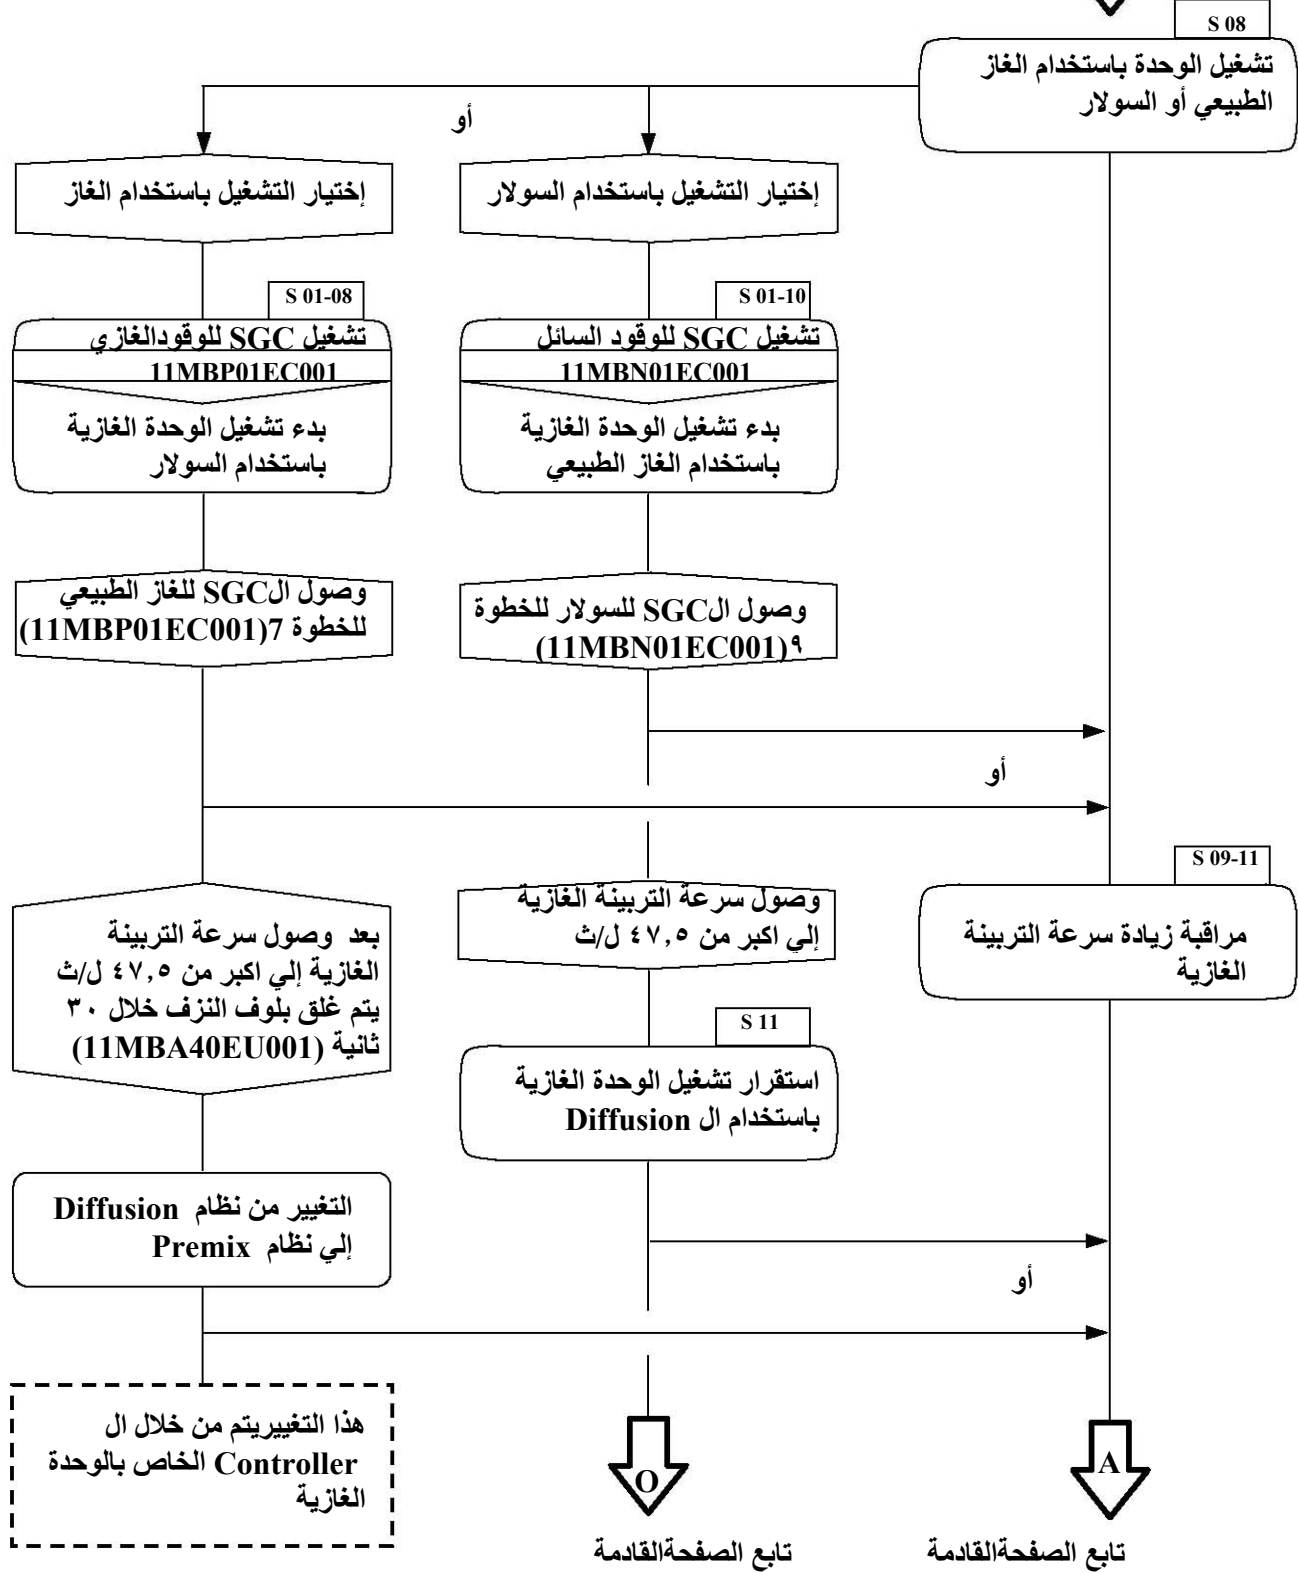 S 08
تشغيل الوحدة باستخدام الغاز
الطبيعي أو السولار
أو
إختيار التشغيل باستخدام السولار
إختيار التشغيل باستخدام الغاز
S 01-10
تشغيل SGC للوقود السائل
11MBN01EC001
بدء تشغيل الوحدة الغازية
باستخدام الغاز الطبيعي
S 01-08
تشغيل SGC للوقودالغازي
11MBP01EC001
بدء تشغيل الوحدة الغازية
باستخدام السولار
وصول الSGC للسولار للخطوة
٩(11MBN01EC001)
وصول الSGC للغاز الطبيعي
للخطوة 7(11MBP01EC001)
أو
S 09-11
مراقبة زيادة سرعة التربينة
الغازية
وصول سرعة التربينة الغازية
إلي اكبر من ٤٧,٥ ل/ث
بعد وصول سرعة التربينة
الغازية إلي اكبر من ٤٧,٥ ل/ث
يتم غلق بلوف النزف خلال ٣٠
ثانية (11MBA40EU001)
S 11
استقرار تشغيل الوحدة الغازية
باستخدام ال Diffusion
التغيير من نظام Diffusion
إلي نظام Premix
أو
هذا التغييريتم من خلال ال
Controller الخاص بالوحدة
الغازية
A
O
تابع الصفحةالقادمة
تابع الصفحةالقادمة